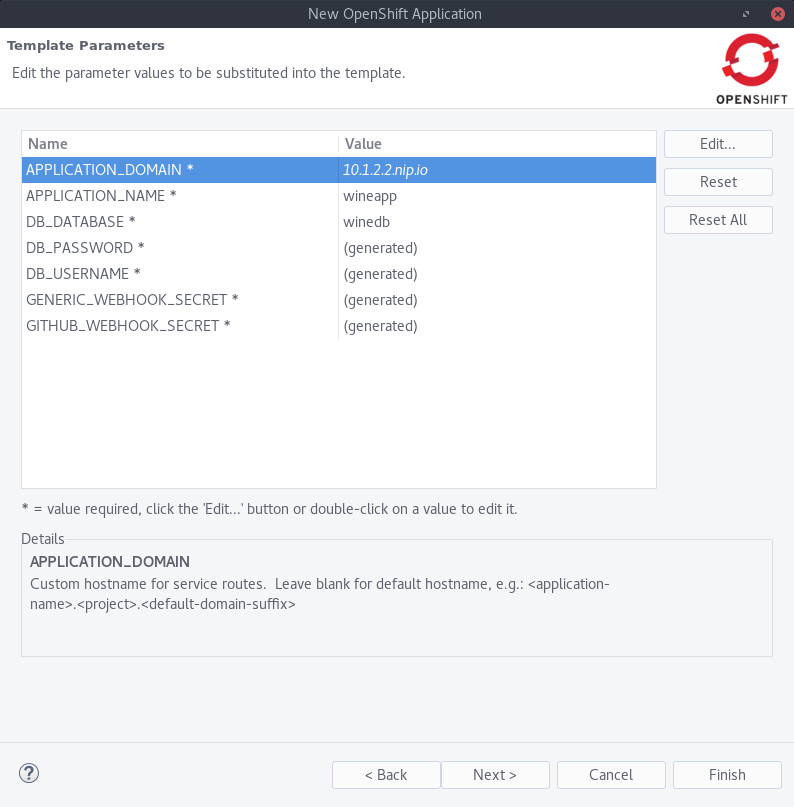 New OpenShift Application
Template Parameters
Edit the parameter values to be substituted into the template.
OPENSHIFT
Name Value
APPLICATION_DOMAIN * 10.1.2.2.nip.io
APPLICATION_NAME * wineapp
DB_DATABASE * winedb
DB_PASSWORD * (generated)
DB_USERNAME * (generated)
GENERIC_WEBHOOK_SECRET * (generated)
GITHUB_WEBHOOK_SECRET * (generated)
Edit...
Reset
Reset All
* = value required, click the 'Edit...' button or double-click on a value to edit it.
Details
APPLICATION_DOMAIN
Custom hostname for service routes.  Leave blank for default hostname, e.g.: <application-
name>.<project>.<default-domain-suffix>
? < Back Next > Cancel Finish